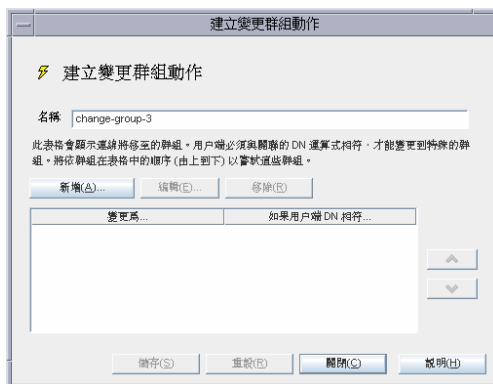 建立變更群組動作
建立變更群組動作
名稱 change-group-3
此表格會顯示連線將移至的群組。用戶端必須與關聯的 DN 運算式相符，才能變更到特殊的群
組。將依群組在表格中的順序 (由上到下) 以嘗試這些群組。
新增(A)... 編輯(E)... 移除(R)
變更為... 如果用戶端 DN 相符...
儲存(S) 重設(R) 關閉(C) 說明(H)